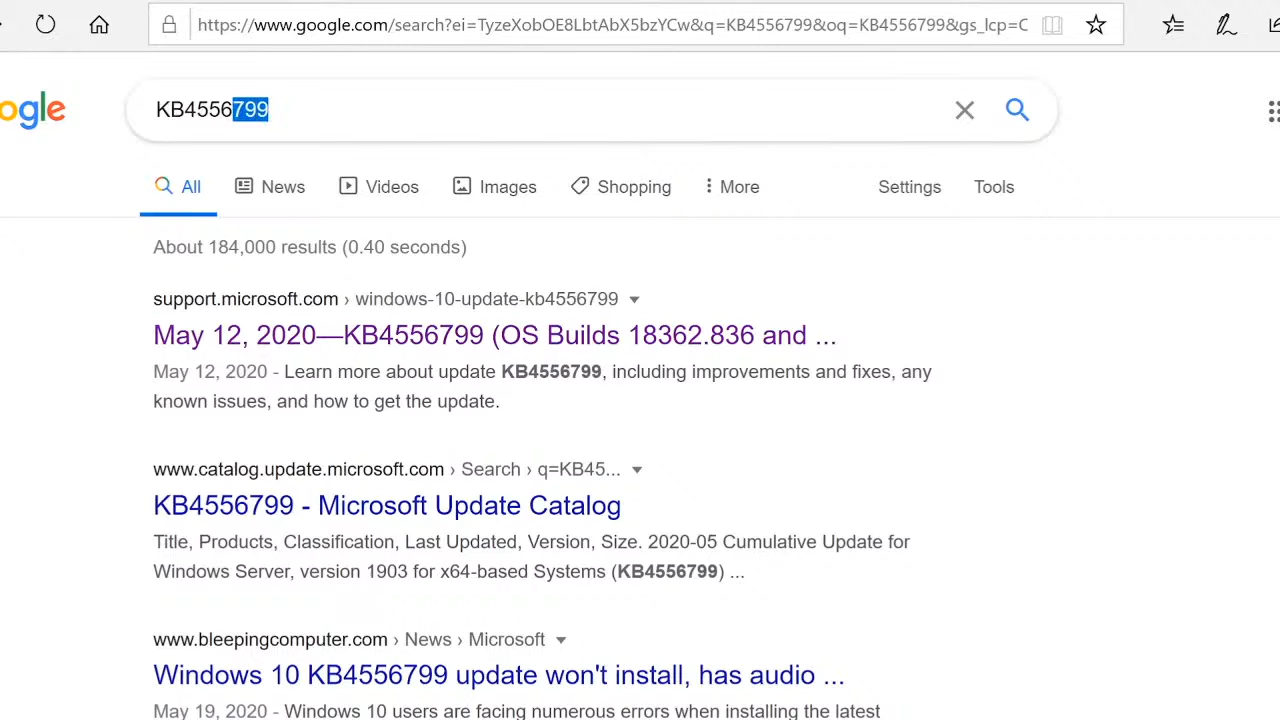 https://www.google.com/search?ei=TyzeXobOE8LbtAbX5bzYCw&q=KB4556799&oq=KB4556799&gs_lcp=C
ogle
KB4556799
All News Videos Images Shopping More Settings Tools
About 184,000 results (0.40 seconds)
support.microsoft.com › windows-10-update-kb4556799
May 12, 2020—KB4556799 (OS Builds 18362.836 and ...
May 12, 2020 - Learn more about update KB4556799, including improvements and fixes, any
known issues, and how to get the update.
www.catalog.update.microsoft.com › Search › q=KB45...
KB4556799 - Microsoft Update Catalog
Title, Products, Classification, Last Updated, Version, Size. 2020-05 Cumulative Update for
Windows Server, version 1903 for x64-based Systems (KB4556799) ...
www.bleepingcomputer.com › News › Microsoft
Windows 10 KB4556799 update won't install, has audio ...
May 19, 2020 - Windows 10 users are facing numerous errors when installing the latest